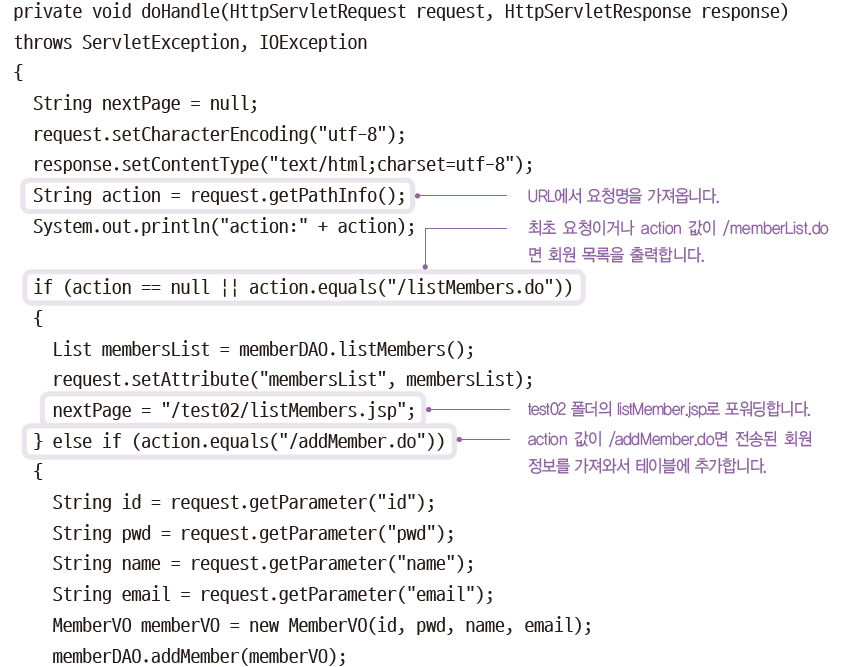 private void doHandle(HttpServletRequest request, HttpServletResponse response)
throws ServletException, IOException
{
String nextPage = null;
request.setCharacterEncoding("utf-8");
response.setContentType("text/html;charset=utf-8");
String action = request.getPathInfo();
URL에서 요청명을 가져옵니다.
System.out.println("action:" + action);
최초 요청이거나 action 값이 /memberList.do
면 회원 목록을 출력합니다.
if (action == null || action.equals("/listMembers.do"))
{
List membersList = memberDAO.listMembers();
request.setAttribute("membersList", membersList);
nextPage = "/test02/listMembers.jsp";
test02 폴더의 listMember.jsp로 포워딩합니다.
} else if (action.equals("/addMember.do"))
action 값이 /addMember.do면 전송된 회원
정보를 가져와서 테이블에 추가합니다.
{
String id = request.getParameter("id");
String pwd = request.getParameter("pwd");
String name = request.getParameter("name");
String email = request.getParameter("email");
MemberVO memberVO = new MemberVO(id, pwd, name, email);
memberDAO.addMember(memberVO);